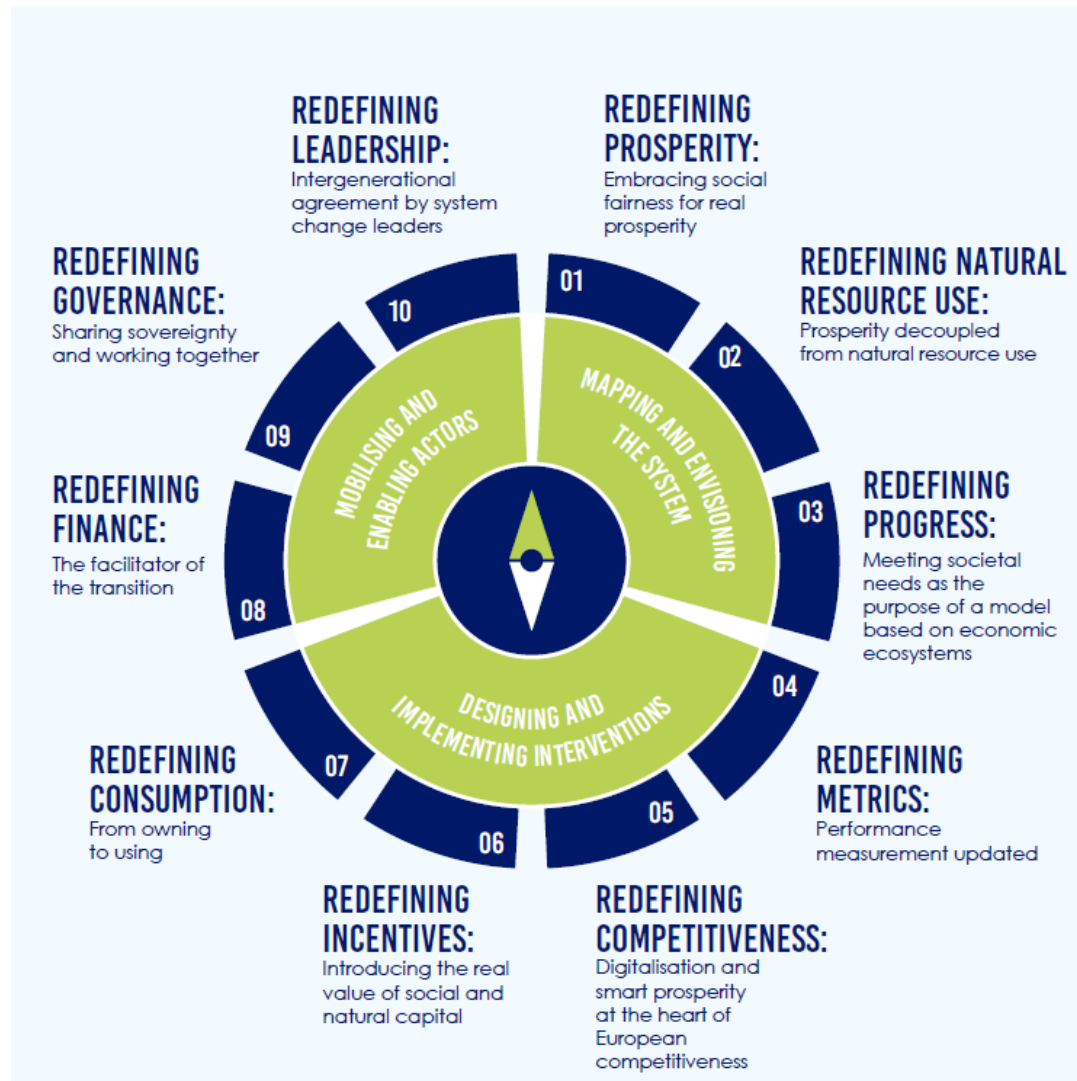 REDEFINING
LEADERSHIP:
Intergenerational
agreement by system
change leaders
REDEFINING
PROSPERITY:
Embracing social
fairness for real
prosperity
REDEFINING
GOVERNANCE:
Sharing sovereignty
and working together
REDEFINING NATURAL
RESOURCE USE:
Prosperity decoupled
from natural resource use
10
01
02
09
03
08
04
07
05
06
MOBILISING AND
ENABLING ACTORS
MAPPING AND ENVISIONING
THE SYSTEM
DESIGNING AND
IMPLEMENTING INTERVENTIONS
REDEFINING
FINANCE:
The facilitator of
the transition
REDEFINING
PROGRESS:
Meeting societal
needs as the
purpose of a model
based on economic
ecosystems
REDEFINING
CONSUMPTION:
From owning
to using
REDEFINING
METRICS:
Performance
measurement updated
REDEFINING
INCENTIVES:
Introducing the real
value of social and
natural capital
REDEFINING
COMPETITIVENESS:
Digitalisation and
smart prosperity
at the heart of
European
competitiveness